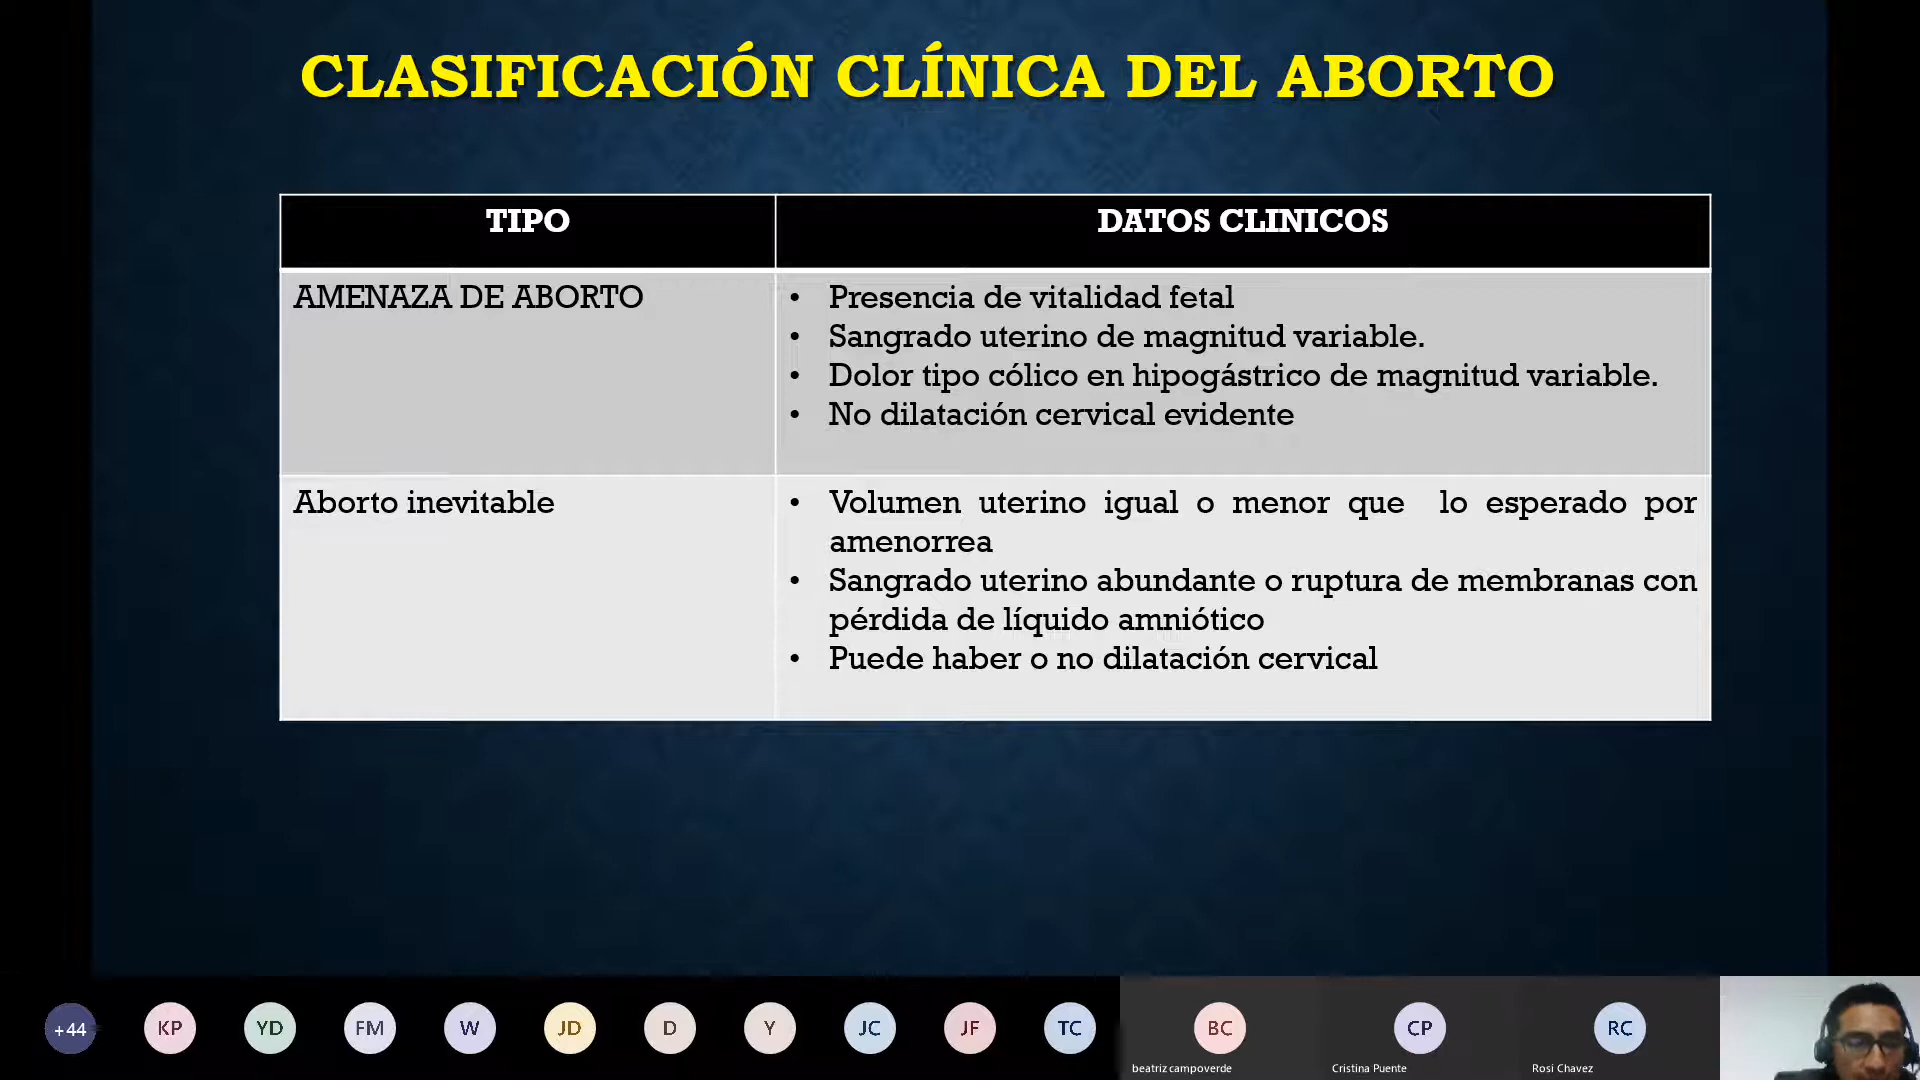 CLASIFICACIÓN CLÍNICA DEL ABORTO
TIPO
DATOS CLINICOS
AMENAZA DE ABORTO
• Presencia de vitalidad fetal
• Sangrado uterino de magnitud variable.
• Dolor tipo cólico en hipogástrico de magnitud variable.
• No dilatación cervical evidente
Aborto inevitable
• Volumen uterino igual o menor que lo esperado por
amenorrea
• Sangrado uterino abundante o ruptura de membranas con
pérdida de líquido amniótico
• Puede haber o no dilatación cervical
+44
KP
YD
FM
W
JD
D
Y
JC
JF
TC
BC
CP
RC
beatriz campoverde
Cristina Puente
Rosi Chavez